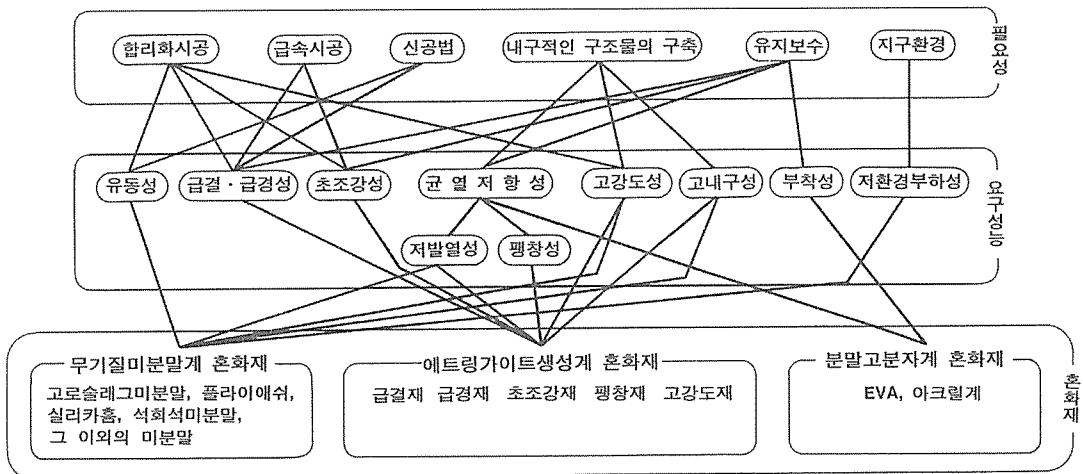 합리화시공 급속시공 신공법 내구적인 구조물의 구축 유지보수 지구환경
필요성
유동성 급결·급경성 초조강성 균열저항성 고강도성 고내구성 부착성 저환경부하성
요구성능
저발열성 팽창성
무기질미분말계 혼화재 에트링가이트생성계 혼화재 분말고분자계 혼화재
고로슬레그미분말, 플라이애쉬, 급결재 급경재 초조강재 팽창재 고강도재 EVA, 아크릴계
실리카흄, 석회석미분말,
그 이외의 미분말
혼화재